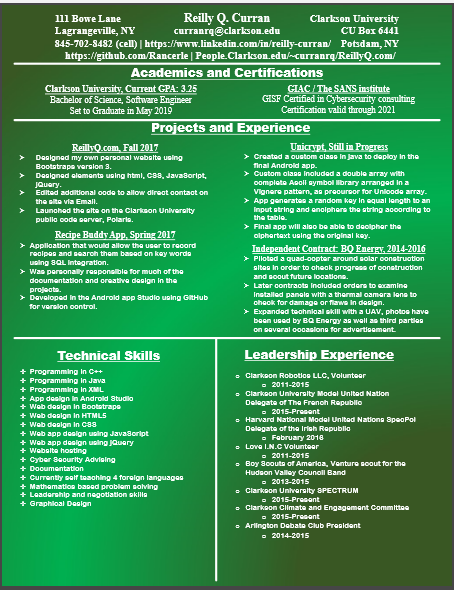 Reilly Q. Curran
111 Bowe Lane
Lagrangeville, NY
curranrq@clarkson.edu
Clarkson University
CU Box 6441
845-702-8482 (cell) | https://www.linkedin.com/in/reilly-curran/ Potsdam, NY
https://github.com/Rancerle | People.Clarkson.edu/~curranrq/ReillyQ.com/
Academics and Certifications
Clarkson University, Current GPA: 3.25
Bachelor of Science, Software Engineer
Set to Graduate in May 2019
GIAC / The SANS institute
GISF Certified in Cybersecurity consulting
Certification valid through 2021
Projects and Experience
ReillyQ.com, Fall 2017
➢ Designed my own personal website using
Bootstraps version 3.
➢ Designed elements using html, CSS, JavaScript,
jQuery.
➢ Edited additional code to allow direct contact on
the site via Email.
➢ Launched the site on the Clarkson University
public code server, Polaris.
Recipe Buddy App, Spring 2017
➢ Application that would allow the user to record
recipes and search them based on key words
using SQL integration.
➢ Was personally responsible for much of the
documentation and creative design in the
projects.
➢ Developed in the Android app Studio using GitHub
for version control.
Unicrypt, Still in Progress
➢ Created a custom class in java to deploy in the
final Android app.
➢ Custom class included a double array with
complete Ascii symbol library arranged in a
Vignere pattern, as precursor for Unicode array.
➢ App generates a random key in equal length to an
input string and enciphers the string according to
the table.
➢ Final app will also be able to decipher the
ciphertext using the original key.
Independent Contract: BQ Energy, 2014-2016
➢ Piloted a quad-copter around solar construction
sites in order to check progress of construction
and scout future locations.
➢ Later contracts included orders to examine
installed panels with a thermal camera lens to
check for damage or flaws in design.
➢ Expanded technical skill with a UAV, photos have
been used by BQ Energy as well as third parties
on several occasions for advertisement.
Technical Skills
✢ Programming in C++
✢ Programming in Java
✢ Programming in XML
✢ App design in Android Studio
✢ Web design in Bootstraps
✢ Web design in HTML5
✢ Web design in CSS
✢ Web app design using JavaScript
✢ Web app design using jQuery
✢ Website hosting
✢ Cyber Security Advising
✢ Documentation
✢ Currently self teaching 4 foreign languages
✢ Mathematics based problem solving
✢ Leadership and negotiation skills
✢ Graphical Design
Leadership Experience
o Clarkson Robotics LLC, Volunteer
o 2011-2015
o Clarkson University Model United Nation
Delegate of The French Republic
o 2015-Present
o Harvard National Model United Nations SpecPol
Delegate of the Irish Republic
o February 2016
o Love I.N.C Volunteer
o 2011-2015
o Boy Scouts of America, Venture scout for the
Hudson Valley Council Band
o 2013-2015
o Clarkson University SPECTRUM
o 2015-Present
o Clarkson Climate and Engagement Committee
o 2015-Present
o Arlington Debate Club President
o 2014-2015